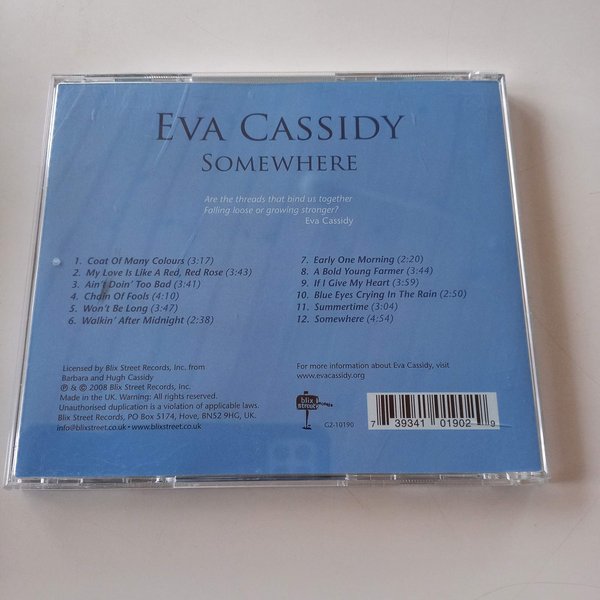 EVA CASSIDY
SOMEWHERE
Are the threads that bind us together
Falling loose or growing stronger?
Eva Cassidy
1. Coat Of Many Colours (3:17)
2. My Love Is Like A Red, Red Rose (3:43)
3. Ain't Doin' Too Bad (3:41)
4. Chain Of Fools (4:10)
5. Won't Be Long (3:47)
6. Walkin' After Midnight (2:38)
7. Early One Morning (2:20)
8. A Bold Young Farmer (3:44)
9. If I Give My Heart (3:59)
10. Blue Eyes Crying In The Rain (2:50)
11. Summertime (3:04)
12. Somewhere (4:54)
Licensed by Blix Street Records, Inc. from
Barbara and Hugh Cassidy
℗ & © 2008 Blix Street Records, Inc.
Made in the UK. Warning: All rights reserved.
Unauthorised duplication is a violation of applicable laws.
Blix Street Records, PO Box 5174, Hove, BN52 9HG, UK.
info@blixstreet.co.uk • www.blixstreet.co.uk
For more information about Eva Cassidy, visit
www.evacassidy.org
blix
street
G2-10190
7 39341 01902 9